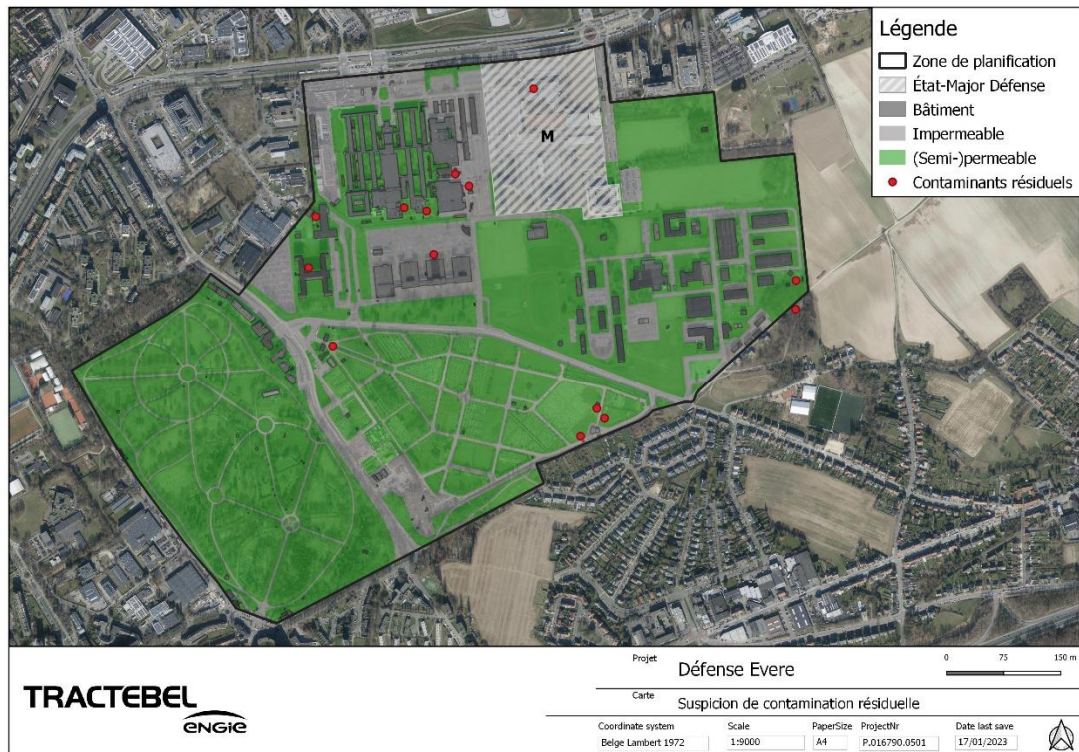 Légende
Zone de planification
État-Major Défense
Bâtiment
Impermeable
(Semi-)permeable
Contaminants résiduels
M
TRACTEBEL
ENGIE
Projet
Défense Evere
0 75 150 m
Carte
Suspicion de contamination résiduelle
Coordinate system Scale PaperSize ProjectNr Date last save
Belge Lambert 1972 1:9000 A4 P.016790.0501 17/01/2023